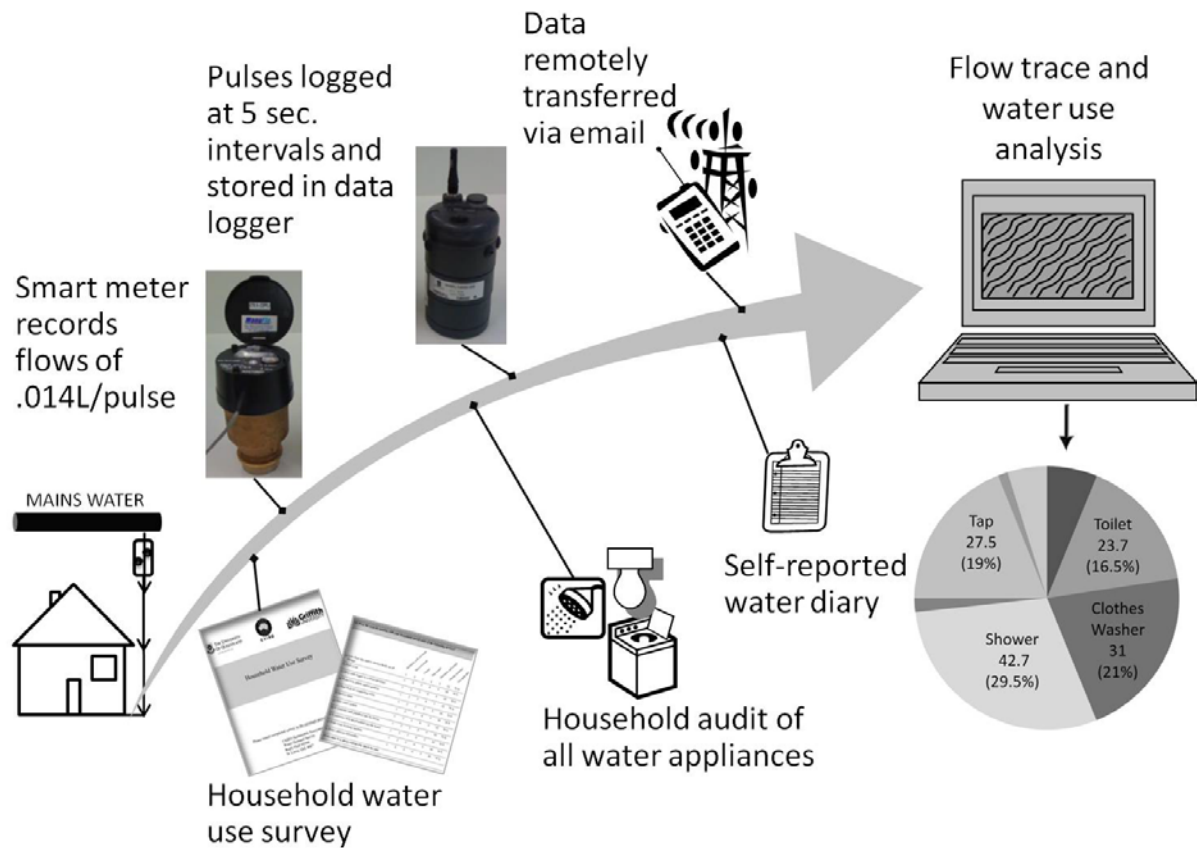 Data
remotely
transferred
via email
Pulses logged
at 5 sec.
intervals and
stored in data
logger
Flow trace and
water use
analysis
Smart meter
records
flows of
.014L/pulse
MAINS WATER
Griffith
Household Water Use Survey
Self-reported
water diary
Household audit of
all water appliances
Household water
use survey
Tap
27.5
(19%)
Toilet
23.7
(16.5%)
Clothes
Washer
31
(21%)
Shower
42.7
(29.5%)